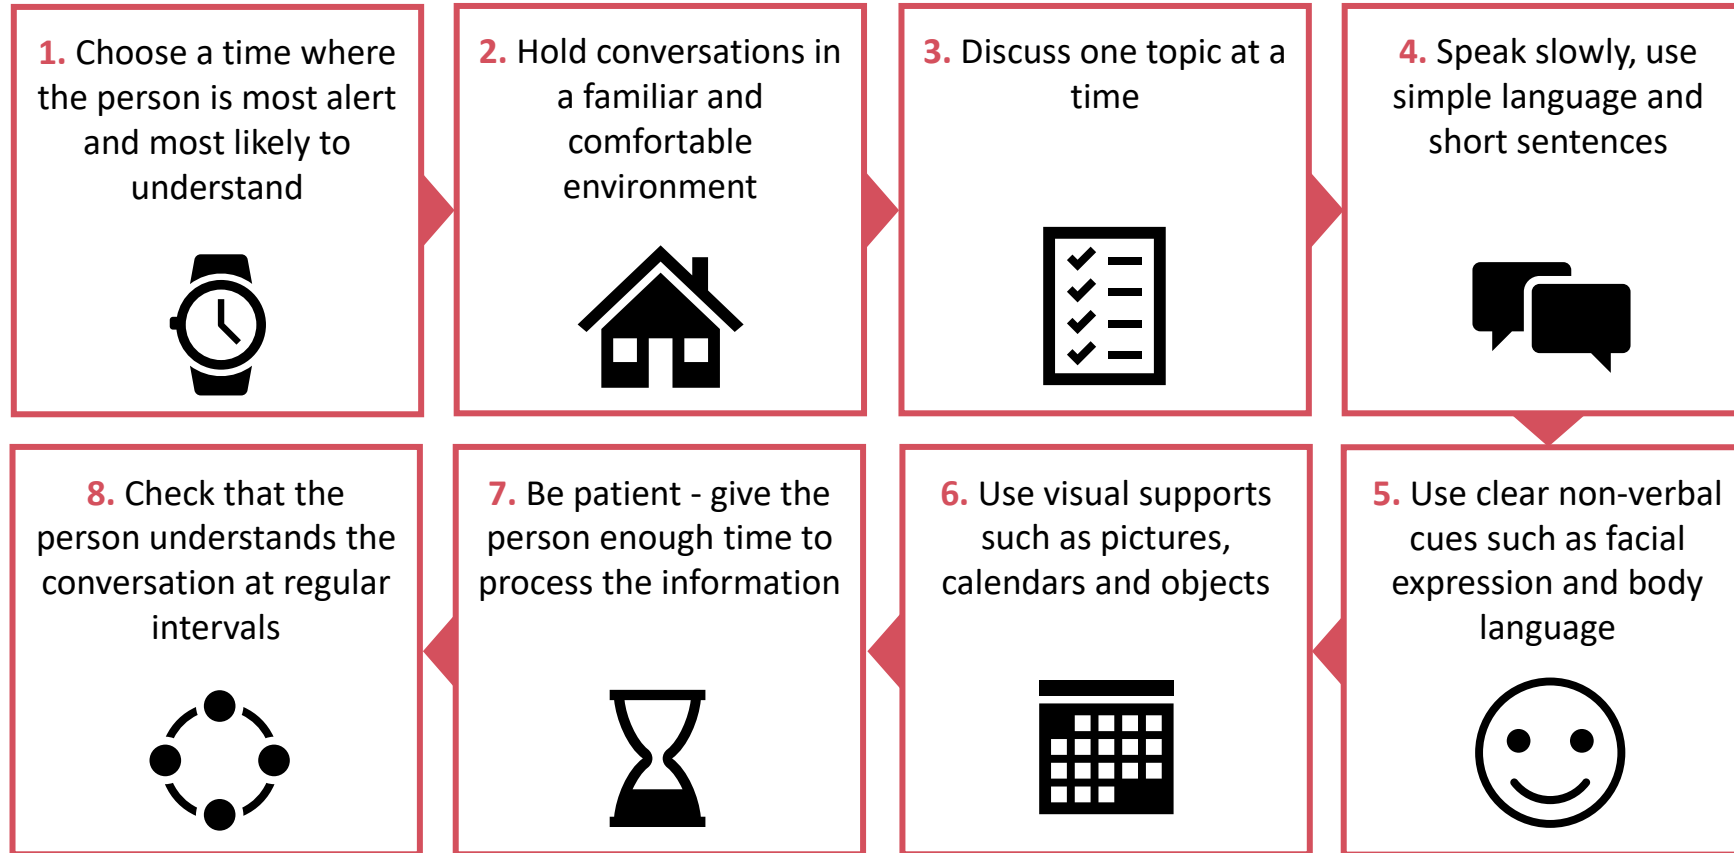 1. Choose a time where
the person is most alert
and most likely to
understand
2. Hold conversations in
a familiar and
comfortable
environment
3. Discuss one topic at a
time
4. Speak slowly, use
simple language and
short sentences
5. Use clear non-verbal
cues such as facial
expression and body
language
6. Use visual supports
such as pictures,
calendars and objects
7. Be patient - give the
person enough time to
process the information
8. Check that the
person understands the
conversation at regular
intervals